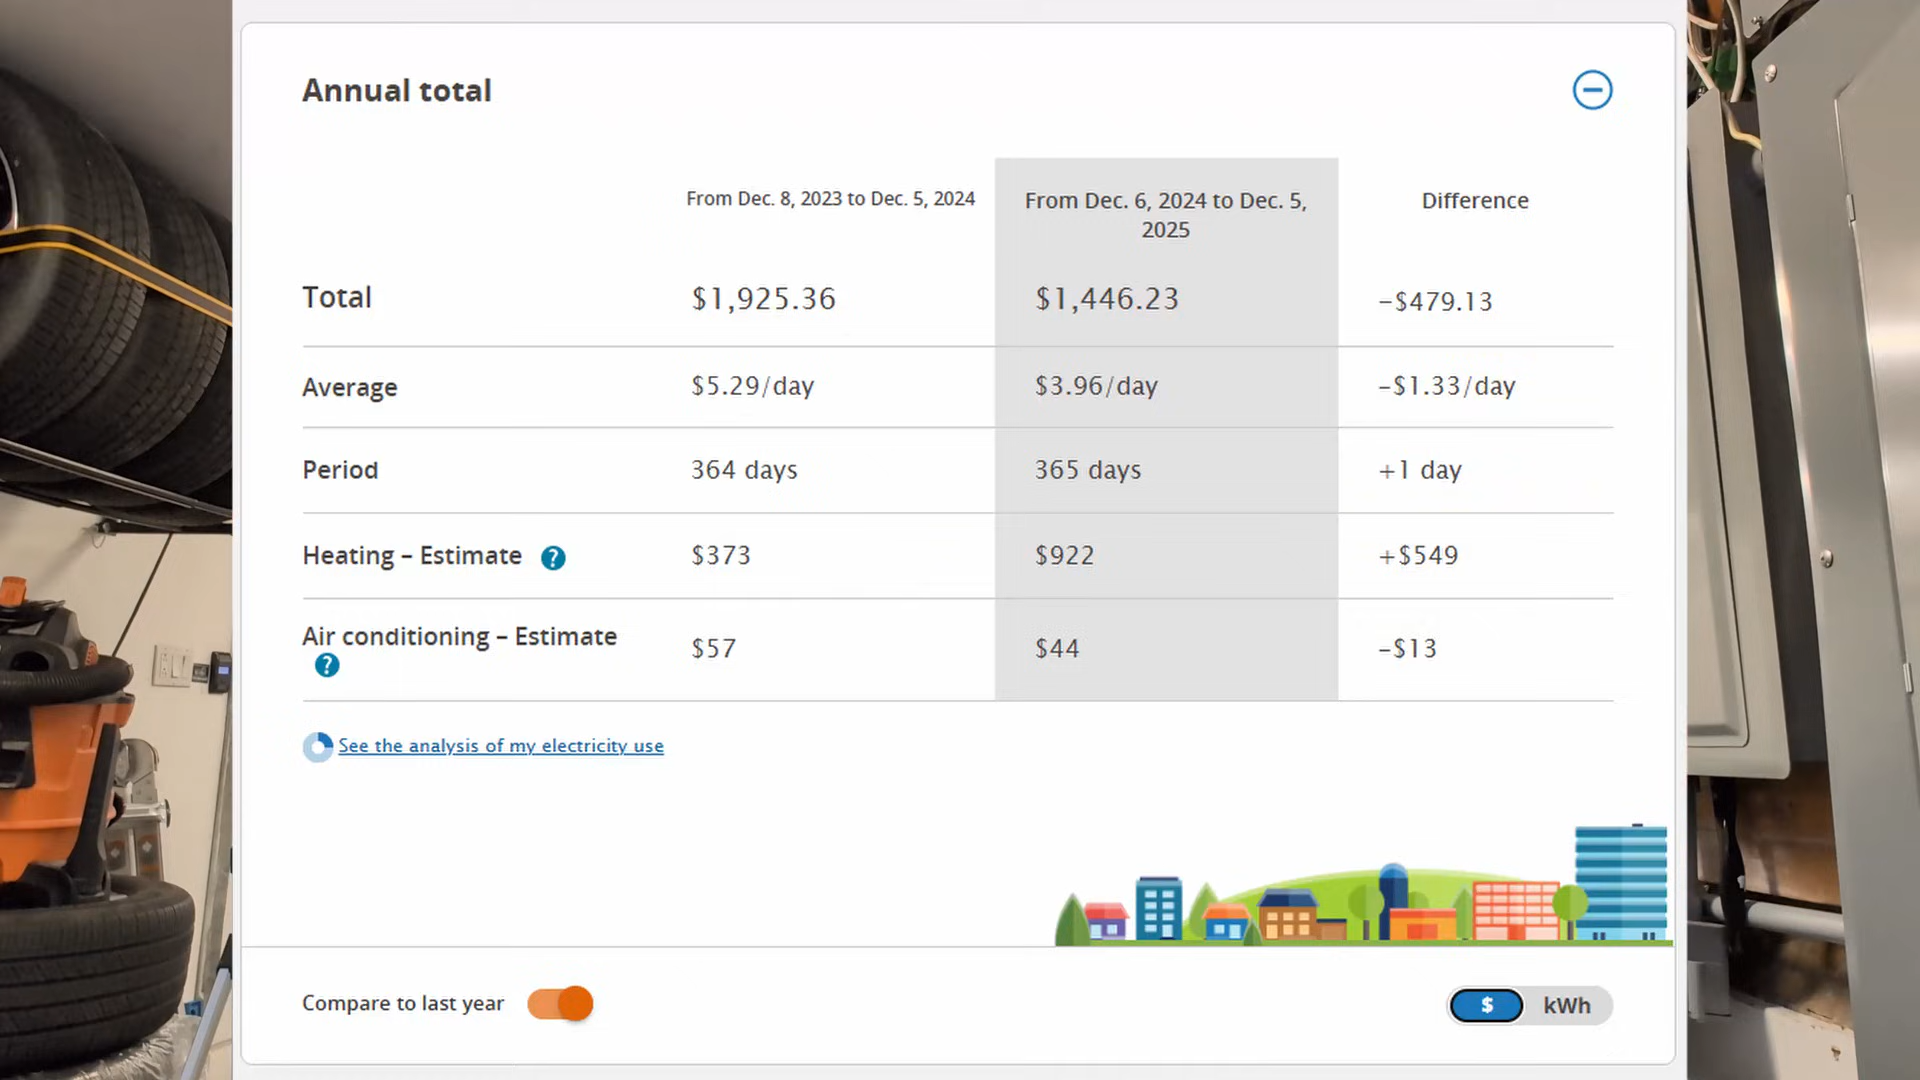 Annual total
From Dec. 8, 2023 to Dec. 5, 2024
From Dec. 6, 2024 to Dec. 5,
2025
Difference
Total $1,925.36 $1,446.23 –$479.13
Average $5.29/day $3.96/day –$1.33/day
Period 364 days 365 days +1 day
Heating – Estimate ? $373 $922 +$549
Air conditioning – Estimate
? $57 $44 –$13
See the analysis of my electricity use
Compare to last year
$ kWh